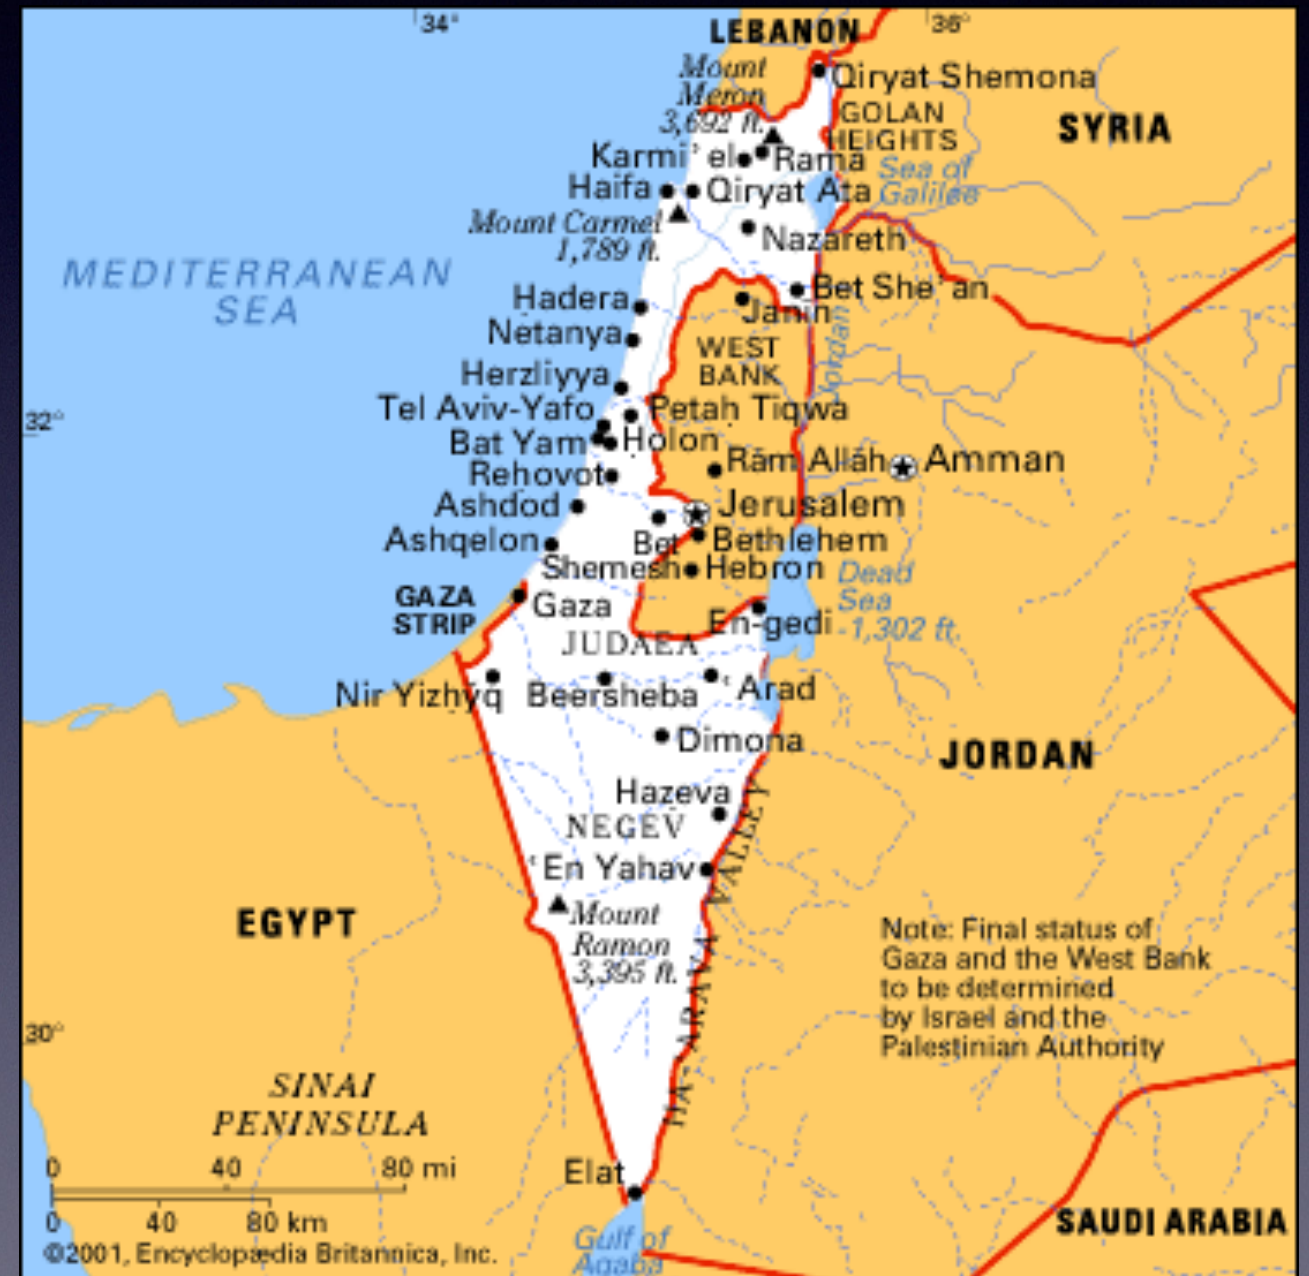 34°
36°
LEBANON
Mount
Meron
3,692 ft.
Qiryat Shemona
GOLAN
HEIGHTS
SYRIA
Karmi'el
Rama
Sea of
Galilee
Haifa
Qiryat Ata
Mount Carmel
1,789 ft.
Nazareth
MEDITERRANEAN
SEA
Bet She'an
Hadera
Janin
Netanya
Jordan
WEST
BANK
Herzliyya
Tel Aviv-Yafo
Petaḥ Tiqwa
32°
Bat Yam
Ḥolon
Rām Allāh
Amman
Reḥovot
Ashdod
Jerusalem
Ashqelon
Bet
Shemesh
Bethlehem
Hebron
Dead
Sea
-1,302 ft.
GAZA
STRIP
Gaza
En-gedi
JUDAEA
Nir Yizḥyq
Beersheba
‘Arad
Dimona
JORDAN
Haẓeva
NEGEV
‘En Yahav
HA-ARAVA VALLEY
EGYPT
Mount
Ramon
3,395 ft.
Note: Final status of
Gaza and the West Bank
to be determined
by Israel and the
Palestinian Authority
30°
SINAI
PENINSULA
0 40 80 mi
0 40 80 km
Elat
SAUDI ARABIA
Gulf of
Aqaba
©2001, Encyclopædia Britannica, Inc.